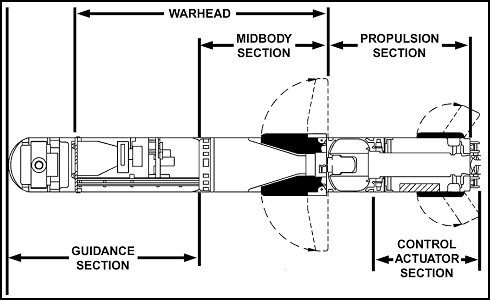 WARHEAD
MIDBODY
SECTION
PROPULSION
SECTION
GUIDANCE
SECTION
CONTROL
ACTUATOR
SECTION